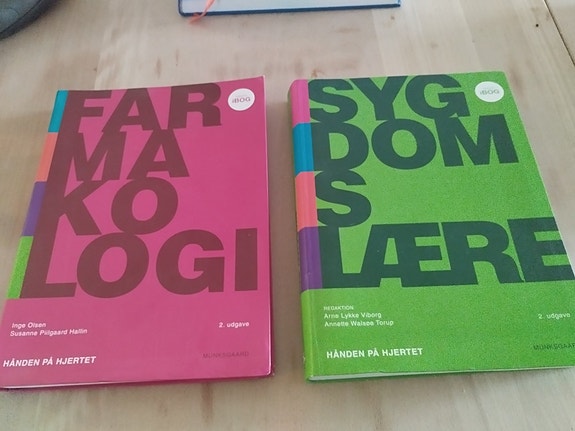 FAR
MA
KO
LOGI
iBOG
Inge Olsen
Susanne Piilgaard Hallin
2. udgave
HÅNDEN PÅ HJERTET
MUNKSGAARD
SYG
DOM
S
LÆRE
iBOG
REDAKTION
Arne Lykke Viborg
Annette Walsøe Torup
2. udgave
HÅNDEN PÅ HJERTET
MUNKSGAARD